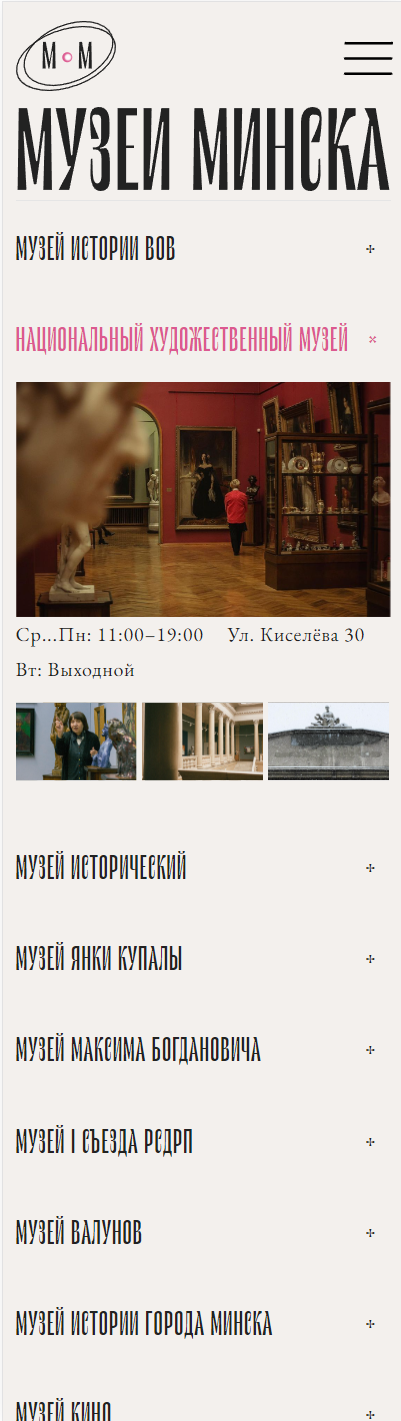 М М
МУЗЕИ МИНСКА
МУЗЕЙ ИСТОРИИ ВОВ
НАЦИОНАЛЬНЫЙ ХУДОЖЕСТВЕННЫЙ МУЗЕЙ
Ср...Пн: 11:00–19:00 Ул. Киселёва 30
Вт: Выходной
МУЗЕЙ ИСТОРИЧЕСКИЙ
МУЗЕЙ ЯНКИ КУПАЛЫ
МУЗЕЙ МАКСИМА БОГДАНОВИЧА
МУЗЕЙ I СЪЕЗДА РСДРП
МУЗЕЙ ВАЛУНОВ
МУЗЕЙ ИСТОРИИ ГОРОДА МИНСКА
МУЗЕЙ КИНО